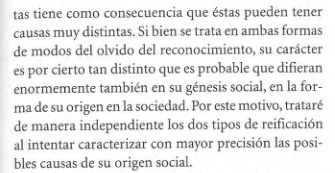 tas tiene como consecuencia que éstas pueden tener
causas muy distintas. Si bien se trata en ambas formas
de modos del olvido del reconocimiento, su carácter
es por cierto tan distinto que es probable que difieran
enormemente también en su génesis social, en la for-
ma de su origen en la sociedad. Por este motivo, trataré
de manera independiente los dos tipos de reificación
al intentar caracterizar con mayor precisión las posi-
bles causas de su origen social.